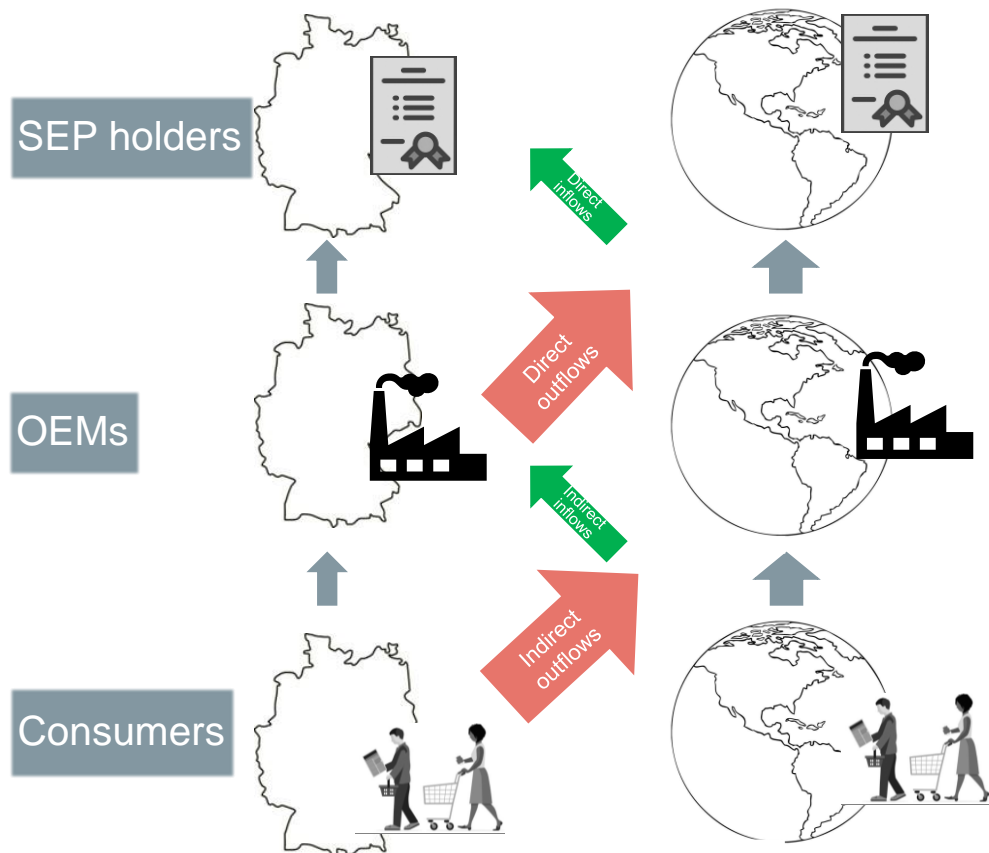 SEP holders
Direct
inflows
Direct
outflows
OEMs
Indirect
inflows
Indirect
outflows
Consumers